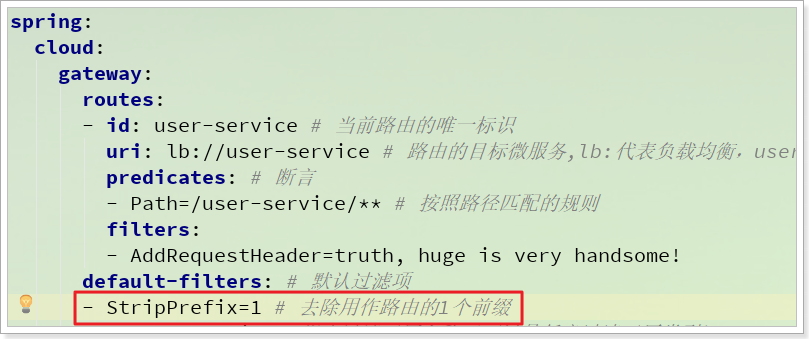 spring:
cloud:
gateway:
routes:
- id: user-service # 当前路由的唯一标识
uri: lb://user-service # 路由的目标微服务,lb:代表负载均衡，user
predicates: # 断言
- Path=/user-service/** # 按照路径匹配的规则
filters:
- AddRequestHeader=truth, huge is very handsome!
default-filters: # 默认过滤项
- StripPrefix=1 # 去除用作路由的1个前缀